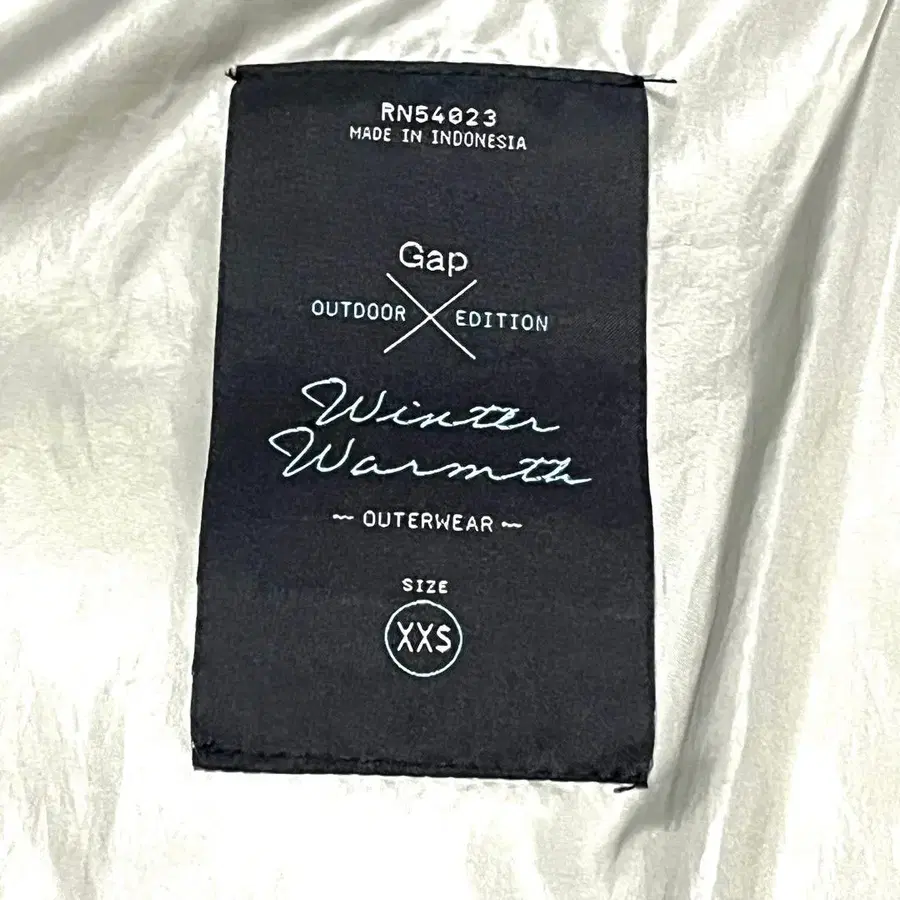 RN54023
MADE IN INDONESIA
Gap
OUTDOOR EDITION
Winter
Warmth
~ OUTERWEAR ~
SIZE
XXS